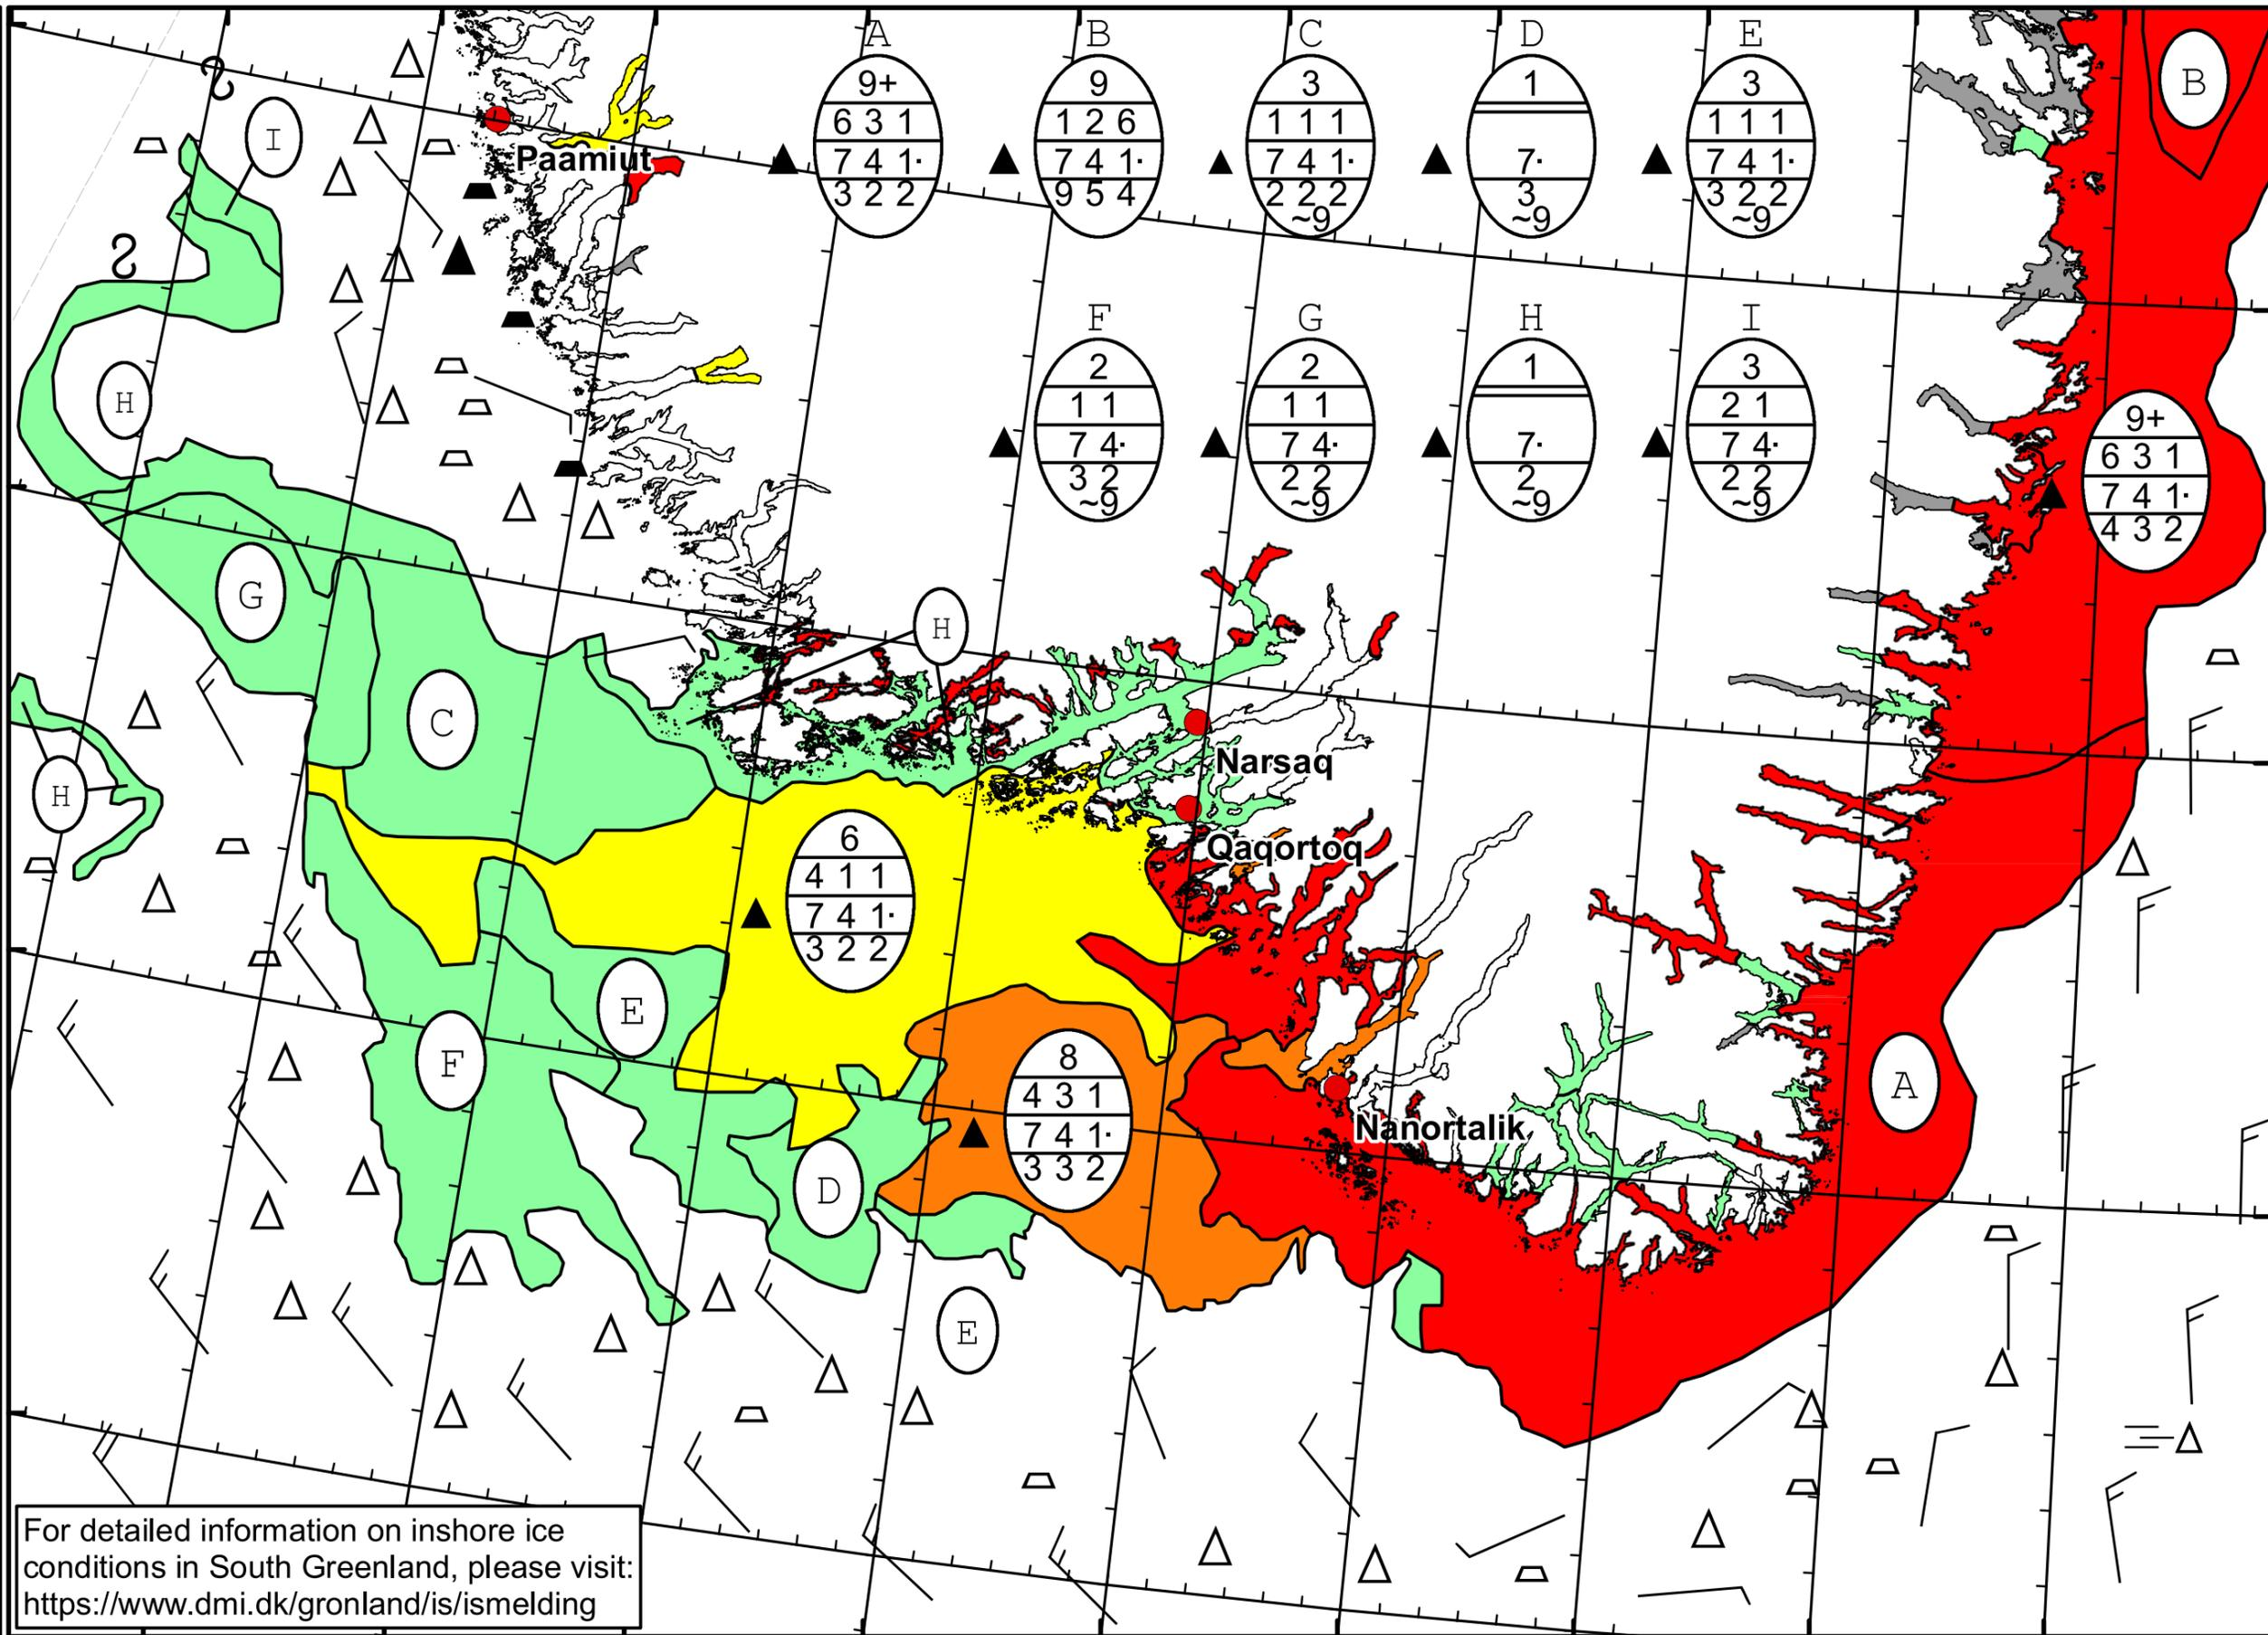 A B C D E
9+
6 3 1
7 4 1·
3 2 2
9
1 2 6
7 4 1·
9 5 4
3
1 1 1
7 4 1·
2 2 2
~9
1
7·
3
~9
3
1 1 1
7 4 1·
3 2 2
~9
B
I
Paamiut
F G H I
2
1 1
7 4·
3 2
~9
2
1 1
7 4·
2 2
~9
1
7·
2
~9
3
2 1
7 4·
2 2
~9
H
9+
6 3 1
7 4 1·
4 3 2
G
H
C
Narsaq
H
Qaqortoq
6
4 1 1
7 4 1·
3 2 2
E
F
8
4 3 1
7 4 1·
3 3 2
A
Nanortalik
D
E
For detailed information on inshore ice
conditions in South Greenland, please visit:
https://www.dmi.dk/gronland/is/ismelding